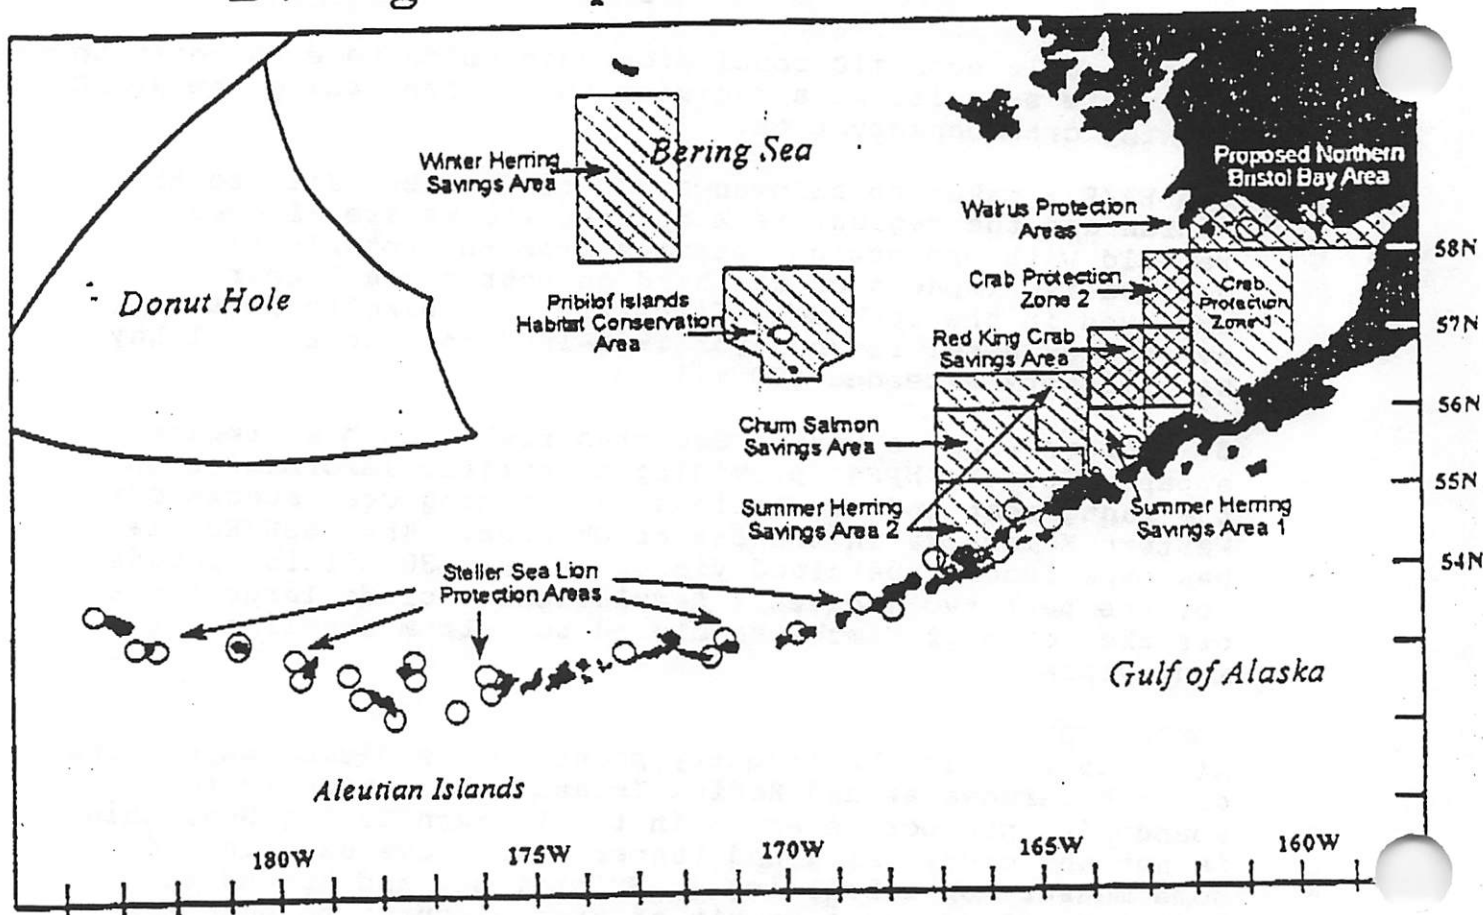 Bering Sea
Winter Herring
Savings Area
Proposed Northern
Bristol Bay Area
Walrus Protection
Areas
58N
Donut Hole
Crab Protection
Zone 2
Crab
Protection
Zone 1
Pribilof Islands
Habitat Conservation
Area
57N
Red King Crab
Savings Area
56N
Chum Salmon
Savings Area
55N
Summer Herring
Savings Area 2
Summer Herring
Savings Area 1
54N
Steller Sea Lion
Protection Areas
Gulf of Alaska
Aleutian Islands
180W
175W
170W
165W
160W